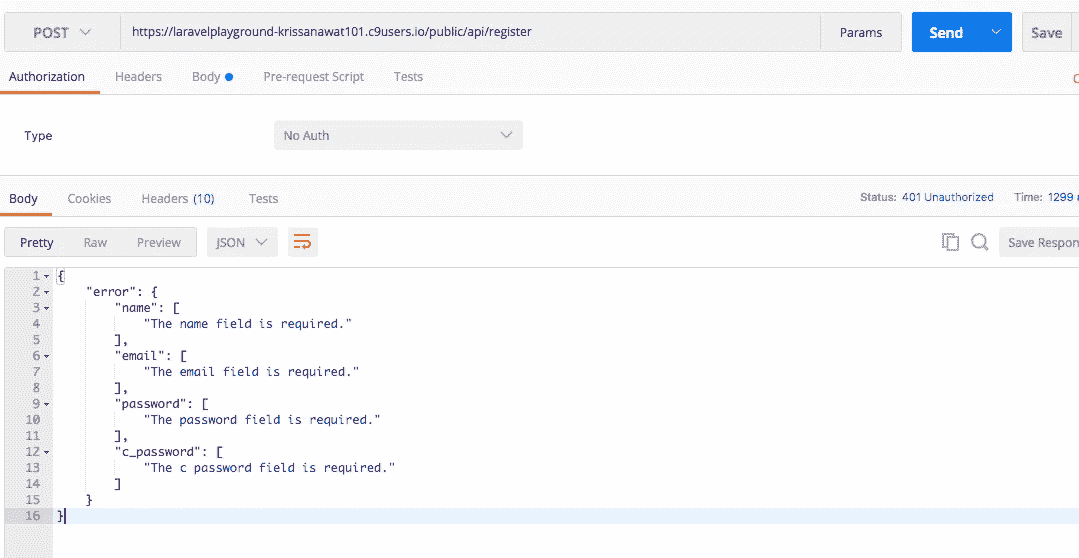 POST https://laravelplayground-krissanawat101.c9users.io/public/api/register Params Send Save
Authorization Headers Body Pre-request Script Tests
Type No Auth
Body Cookies Headers (10) Tests Status: 401 Unauthorized Time: 1299
Pretty Raw Preview JSON Save Respon
1 {
2 "error": {
3 "name": [
4 "The name field is required."
5 ],
6 "email": [
7 "The email field is required."
8 ],
9 "password": [
10 "The password field is required."
11 ],
12 "c_password": [
13 "The c password field is required."
14 ]
15 }
16 }